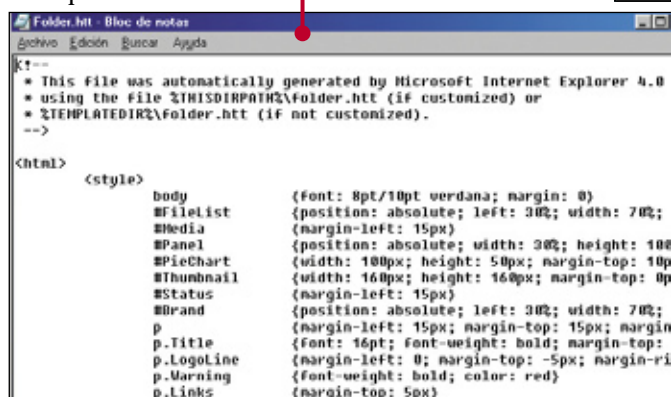 Folder.htt - Bloc de notas
Archivo Edición Buscar Ayuda
<!--
* This file was automatically generated by Microsoft Internet Explorer 4.0
* using the file %THISDIRPATH%\folder.htt (if customized) or
* %TEMPLATEDIR%\folder.htt (if not customized).
-->
<html>
<style>
body {font: 8pt/10pt verdana; margin: 0}
#FileList {position: absolute; left: 30%; width: 70%;
#Media {margin-left: 15px}
#Panel {position: absolute; width: 30%; height: 100
#PieChart {width: 100px; height: 50px; margin-top: 10p
#Thumbnail {width: 160px; height: 160px; margin-top: 0p
#Status {margin-left: 15px}
#Brand {position: absolute; left: 30%; width: 70%;
p {margin-left: 15px; margin-top: 15px; margin
p.Title {font: 16pt; font-weight: bold; margin-top:
p.LogoLine {margin-left: 0; margin-top: -5px; margin-ri
p.Warning {font-weight: bold; color: red}
p.Links {margin-top: 5px}